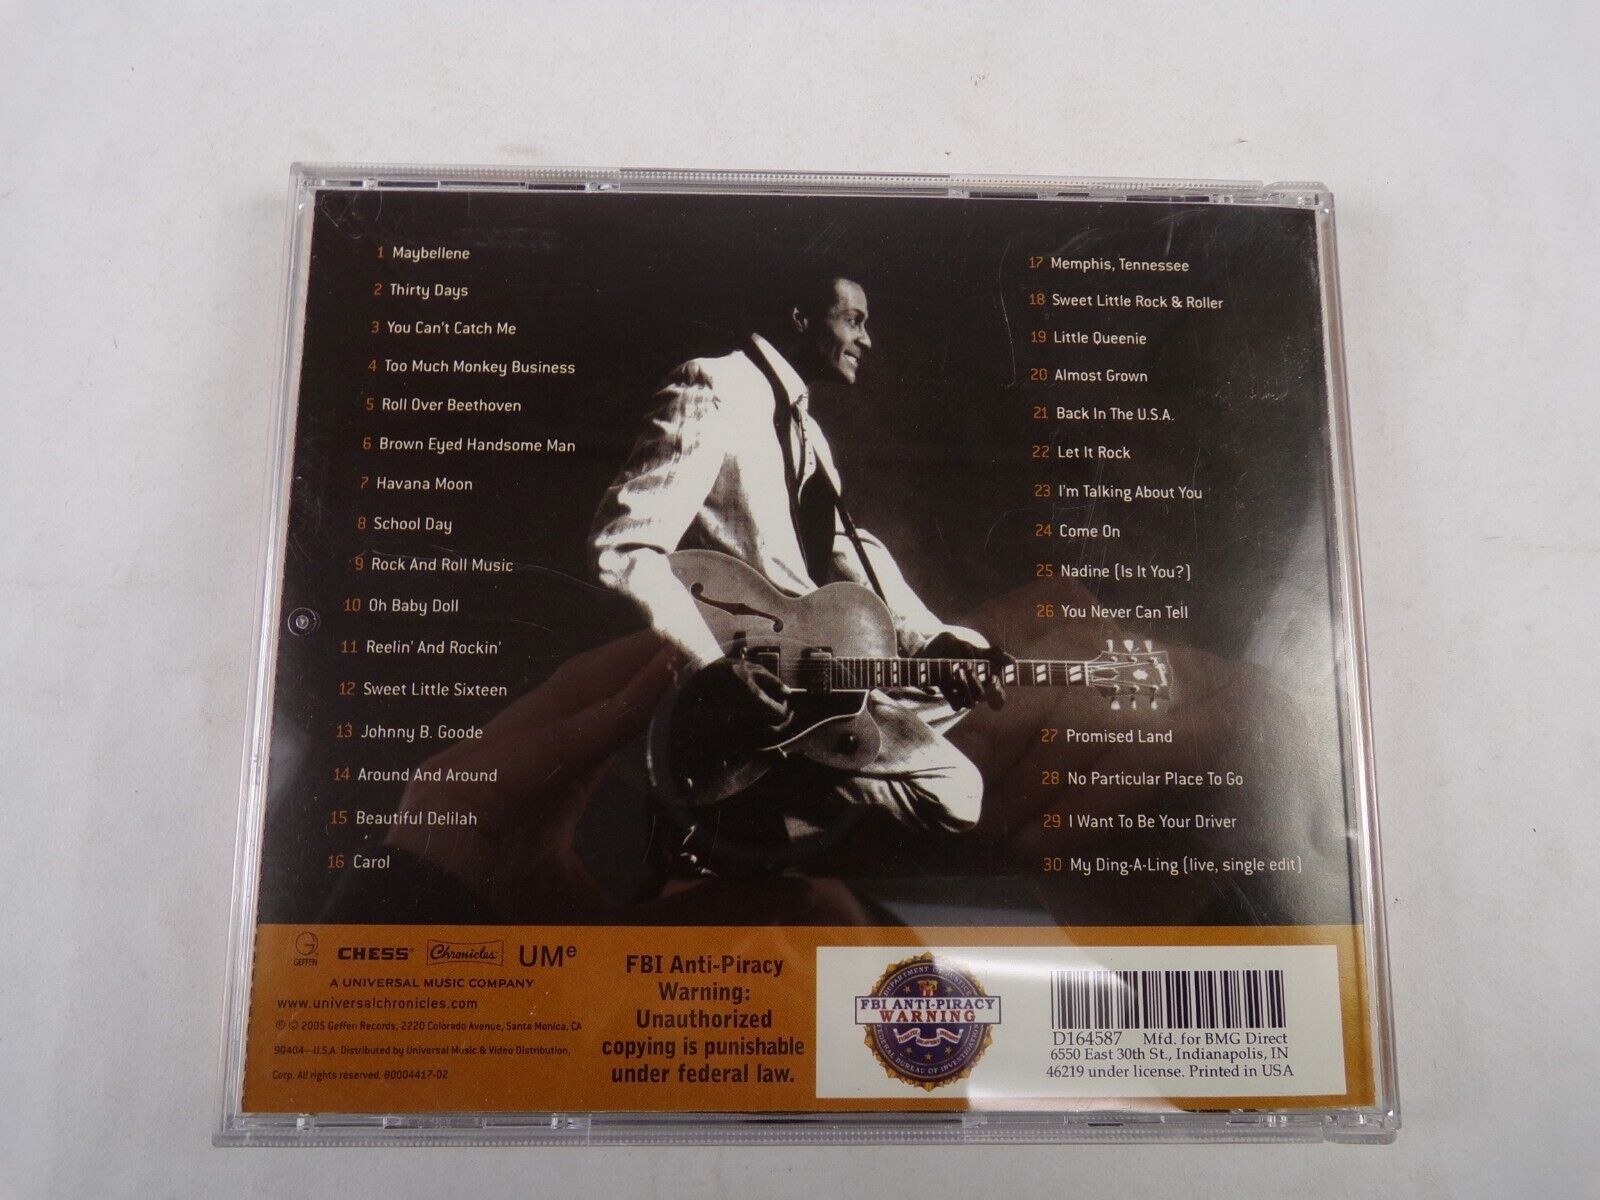 1 Maybellene
2 Thirty Days
3 You Can't Catch Me
4 Too Much Monkey Business
5 Roll Over Beethoven
6 Brown Eyed Handsome Man
7 Havana Moon
8 School Day
9 Rock And Roll Music
10 Oh Baby Doll
11 Reelin' And Rockin'
12 Sweet Little Sixteen
13 Johnny B. Goode
14 Around And Around
15 Beautiful Delilah
16 Carol
17 Memphis, Tennessee
18 Sweet Little Rock & Roller
19 Little Queenie
20 Almost Grown
21 Back In The U.S.A.
22 Let It Rock
23 I'm Talking About You
24 Come On
25 Nadine (Is It You?)
26 You Never Can Tell
27 Promised Land
28 No Particular Place To Go
29 I Want To Be Your Driver
30 My Ding-A-Ling (live, single edit)
GEFFEN CHESS Chronicles UMe
A UNIVERSAL MUSIC COMPANY
www.universalchronicles.com
℗ © 2005 Geffen Records, 2220 Colorado Avenue, Santa Monica, CA
90404—U.S.A. Distributed by Universal Music & Video Distribution,
Corp. All rights reserved. B0004417-02
FBI Anti-Piracy
Warning:
Unauthorized
copying is punishable
under federal law.
DEPARTMENT OF JUSTICE
FBI ANTI-PIRACY
WARNING
FEDERAL BUREAU OF INVESTIGATION
D164587 Mfd. for BMG Direct
6550 East 30th St., Indianapolis, IN
46219 under license. Printed in USA